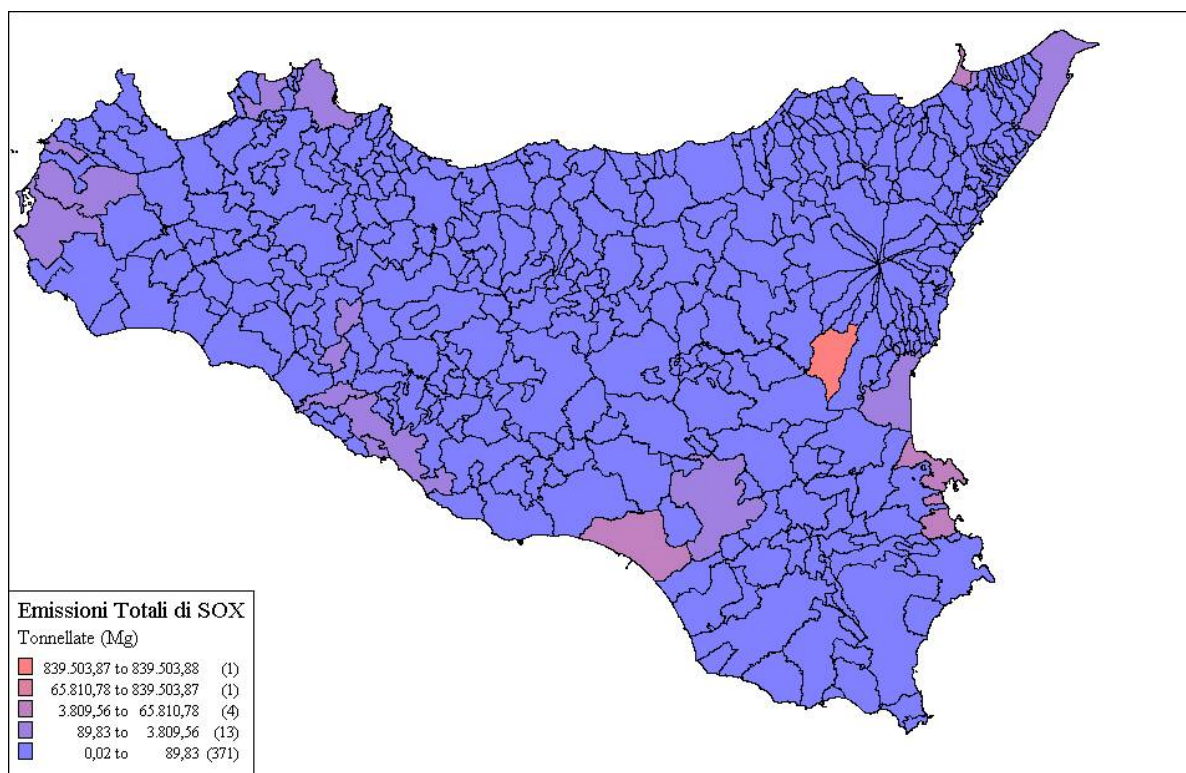 Emissioni Totali di SOX
Tonnellate (Mg)
839.503,87 to 839.503,88 (1)
65.810,78 to 839.503,87 (1)
3.809,56 to 65.810,78 (4)
89,83 to 3.809,56 (13)
0,02 to 89,83 (371)